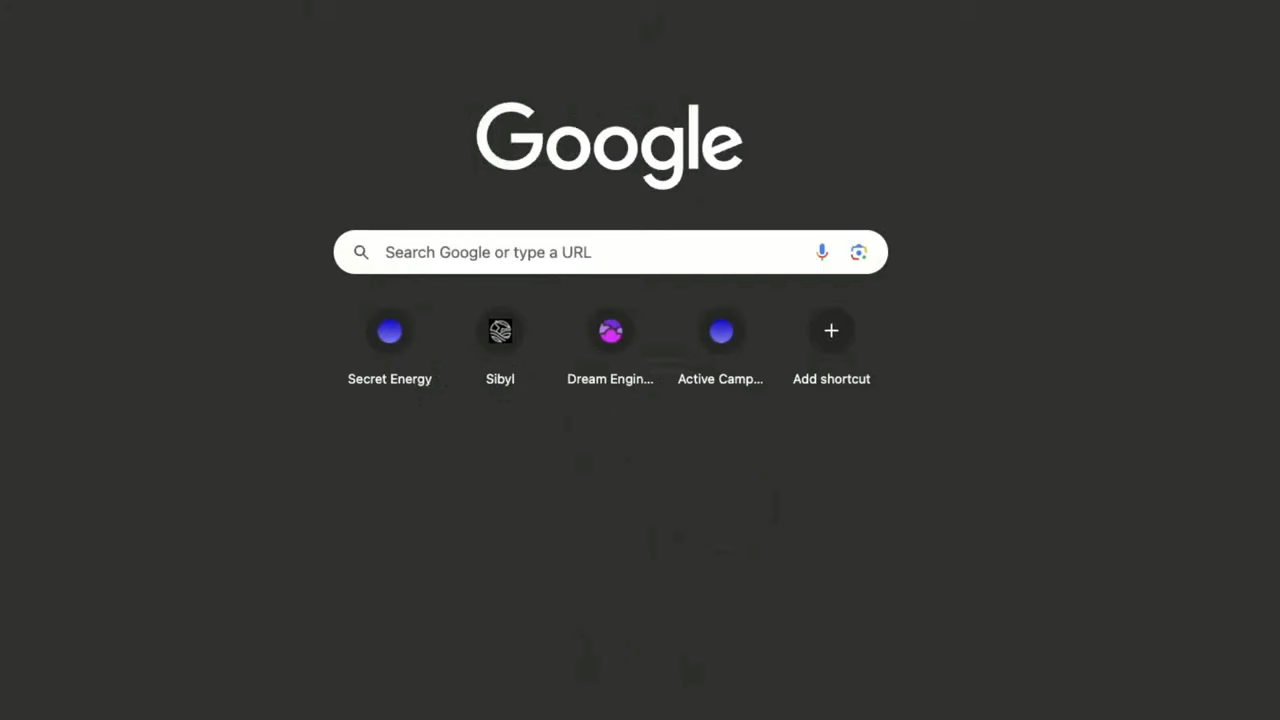 Google
Search Google or type a URL
Secret Energy
Sibyl
Dream Engin...
Active Camp...
Add shortcut